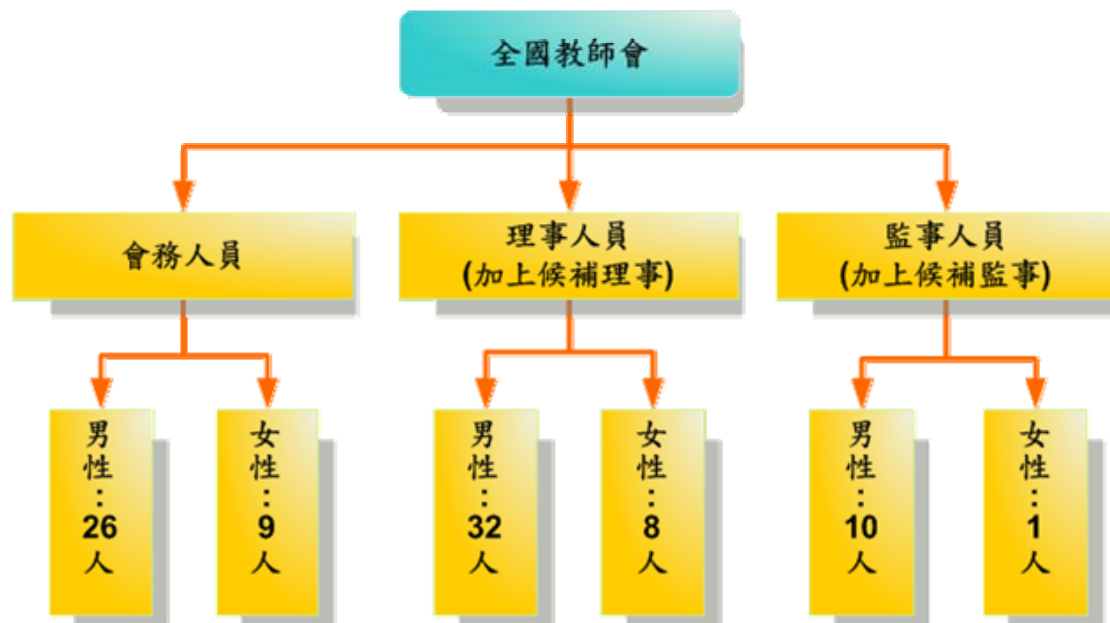 全國教師會
會務人員
理事人員
(加上候補理事)
監事人員
(加上候補監事)
男性：26人
女性：9人
男性：32人
女性：8人
男性：10人
女性：1人